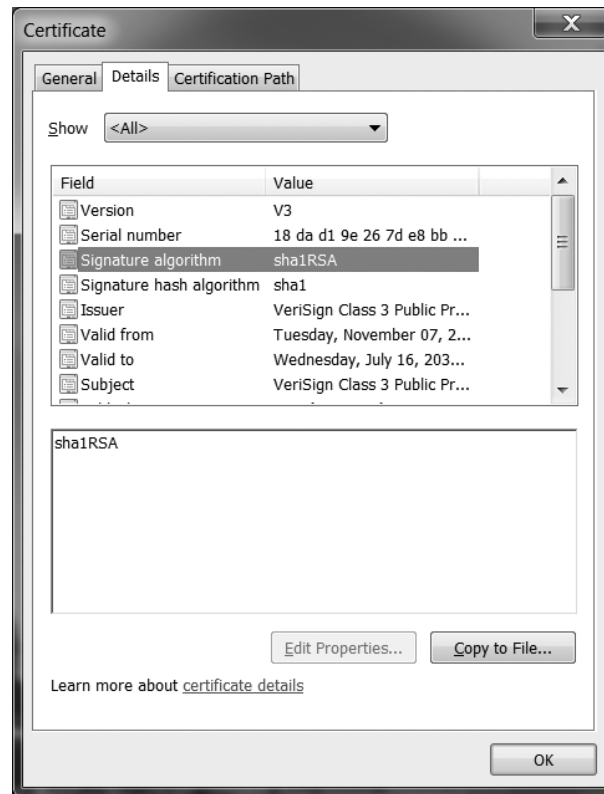 Certificate
General Details Certification Path
Show <All>
Field Value
Version V3
Serial number 18 da d1 9e 26 7d e8 bb ...
Signature algorithm sha1RSA
Signature hash algorithm sha1
Issuer VeriSign Class 3 Public Pr...
Valid from Tuesday, November 07, 2...
Valid to Wednesday, July 16, 203...
Subject VeriSign Class 3 Public Pr...
sha1RSA
Edit Properties... Copy to File...
Learn more about certificate details
OK